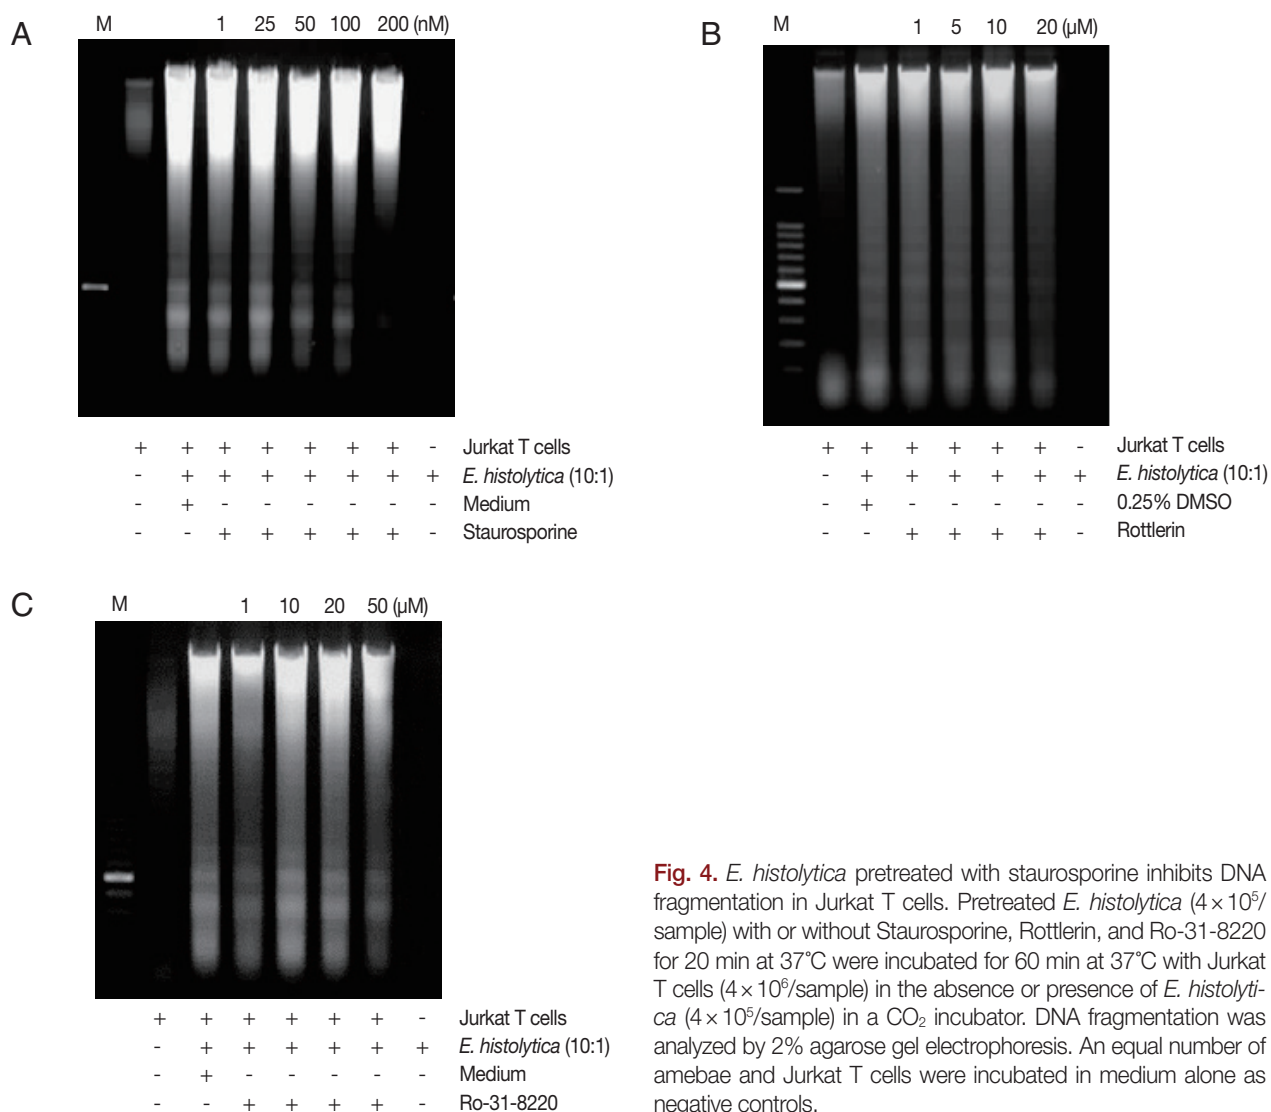 A
M 1 25 50 100 200 (nM)
+ + + + + + + - Jurkat T cells
- + + + + + + + E. histolytica (10:1)
- + - - - - - - Medium
- - + + + + + - Staurosporine
B
M 1 5 10 20 (µM)
+ + + + + + - Jurkat T cells
- + + + + + + E. histolytica (10:1)
- + - - - - - 0.25% DMSO
- - + + + + - Rottlerin
C
M 1 10 20 50 (µM)
+ + + + + + - Jurkat T cells
- + + + + + + E. histolytica (10:1)
- + - - - - - Medium
- - + + + + - Ro-31-8220
Fig. 4. E. histolytica pretreated with staurosporine inhibits DNA
fragmentation in Jurkat T cells. Pretreated E. histolytica (4 × 10⁵/
sample) with or without Staurosporine, Rottlerin, and Ro-31-8220
for 20 min at 37°C were incubated for 60 min at 37°C with Jurkat
T cells (4 × 10⁶/sample) in the absence or presence of E. histolyti-
ca (4 × 10⁵/sample) in a CO₂ incubator. DNA fragmentation was
analyzed by 2% agarose gel electrophoresis. An equal number of
amebae and Jurkat T cells were incubated in medium alone as
negative controls.